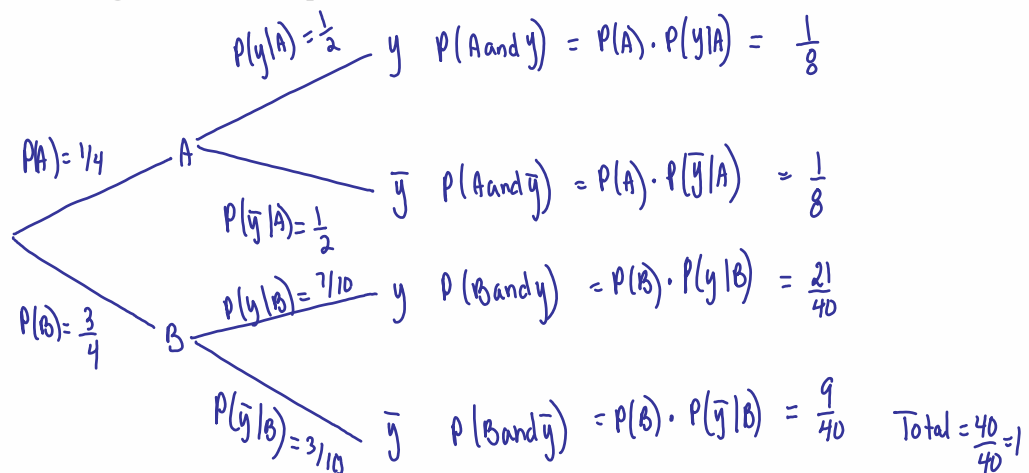 P(y|A) = 1/2
y P(A and y) = P(A) · P(y|A) = 1/8
P(A) = 1/4
A
y̅ P(A and y̅) = P(A) · P(y̅|A) = 1/8
P(y̅|A) = 1/2
P(y|B) = 7/10
y P(B and y) = P(B) · P(y|B) = 21/40
P(B) = 3/4
B
P(y̅|B) = 3/10
y̅ P(B and y̅) = P(B) · P(y̅|B) = 9/40
Total = 40/40 = 1